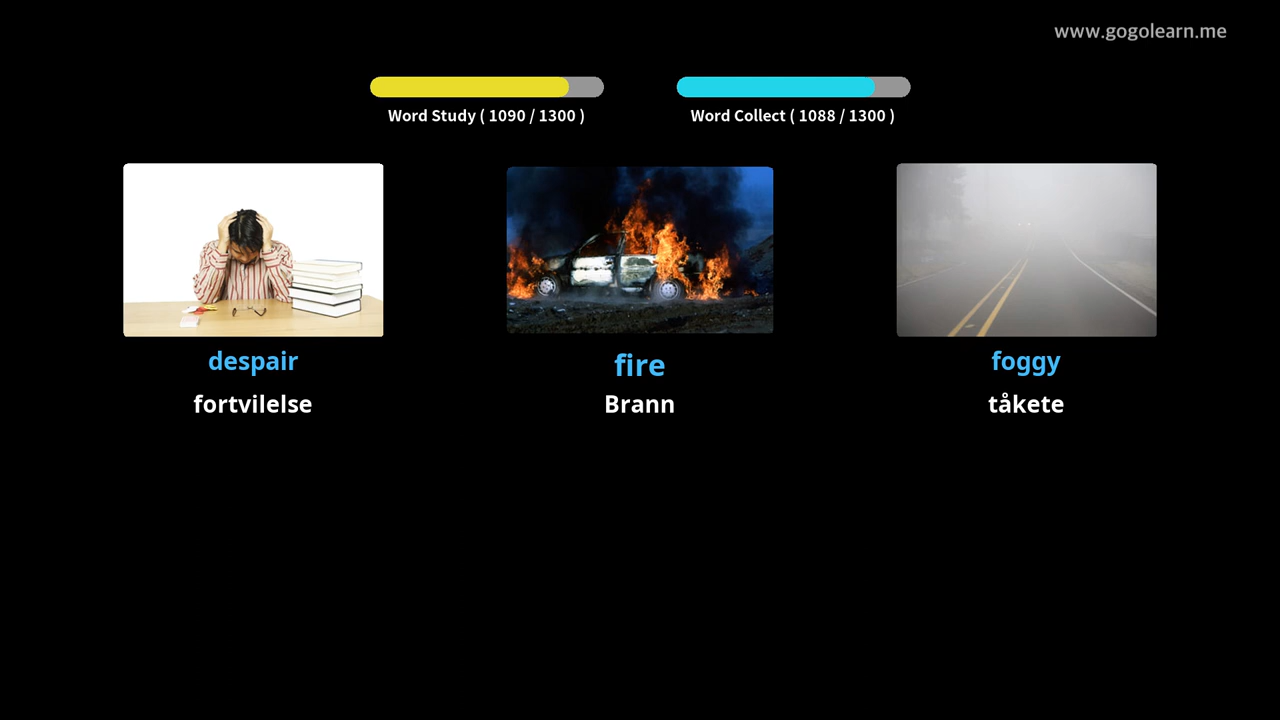 www.gogolearn.me
Word Study ( 1090 / 1300 )
Word Collect ( 1088 / 1300 )
despair
fortvilelse
fire
Brann
foggy
tåkete